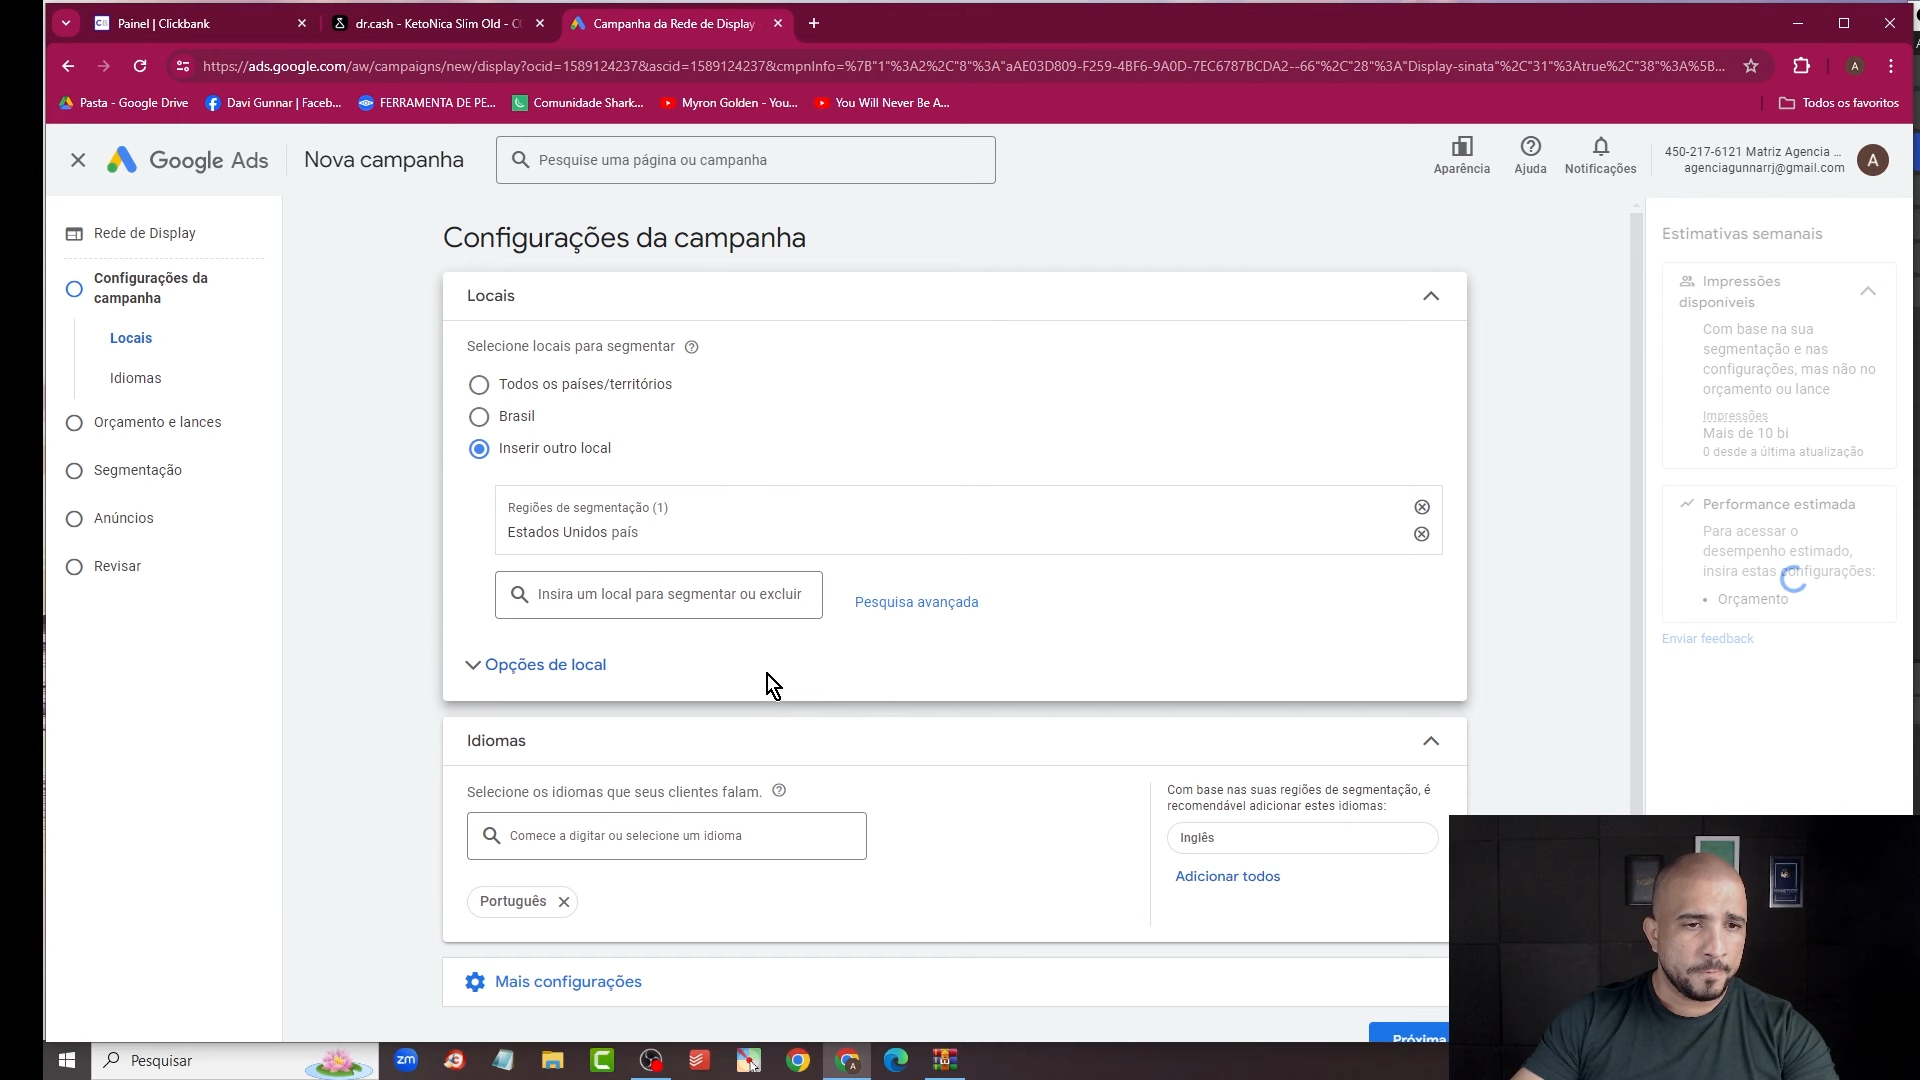 Painel | Clickbank
dr.cash - KetoNica Slim Old - C
Campanha da Rede de Display
https://ads.google.com/aw/campaigns/new/display?ocid=1589124237&ascid=1589124237&cmpnInfo=%7B"1"%3A2%2C"8"%3A"aAE03D809-F259-4BF6-9A0D-7EC6787BCDA2--66"%2C"28"%3A"Display-sinata"%2C"31"%3Atrue%2C"38"%3A%5B...
A
Pasta - Google Drive
Davi Gunnar | Faceb...
FERRAMENTA DE PE...
Comunidade Shark...
Myron Golden - You...
You Will Never Be A...
Todos os favoritos
Google Ads
Nova campanha
Pesquise uma página ou campanha
Aparência
Ajuda
Notificações
450-217-6121 Matriz Agencia ...
agenciagunnarrj@gmail.com
A
Rede de Display
Configurações da
campanha
Locais
Idiomas
Orçamento e lances
Segmentação
Anúncios
Revisar
Configurações da campanha
Locais
Selecione locais para segmentar
Todos os países/territórios
Brasil
Inserir outro local
Regiões de segmentação (1)
Estados Unidos país
Insira um local para segmentar ou excluir
Pesquisa avançada
Opções de local
Idiomas
Selecione os idiomas que seus clientes falam.
Comece a digitar ou selecione um idioma
Português
Com base nas suas regiões de segmentação, é
recomendável adicionar estes idiomas:
Inglês
Adicionar todos
Mais configurações
Próxima
Estimativas semanais
Impressões
disponíveis
Com base na sua
segmentação e nas
configurações, mas não no
orçamento ou lance
Impressões
Mais de 10 bi
0 desde a última atualização
Performance estimada
Para acessar o
desempenho estimado,
insira estas configurações:
• Orçamento
Enviar feedback
Pesquisar
zm